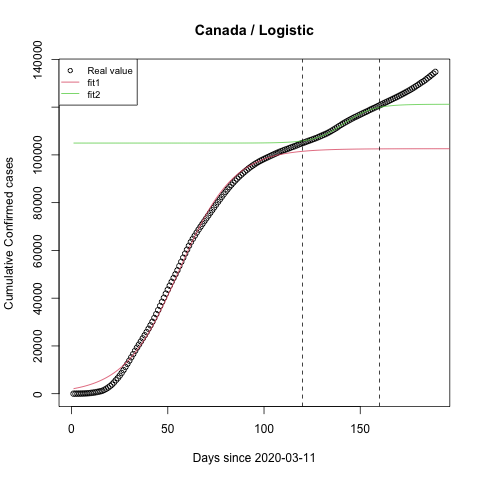 Canada / Logistic
Real value
fit1
fit2
Cumulative Confirmed cases
140000
100000
80000
60000
40000
20000
0
0 50 100 150
Days since 2020-03-11